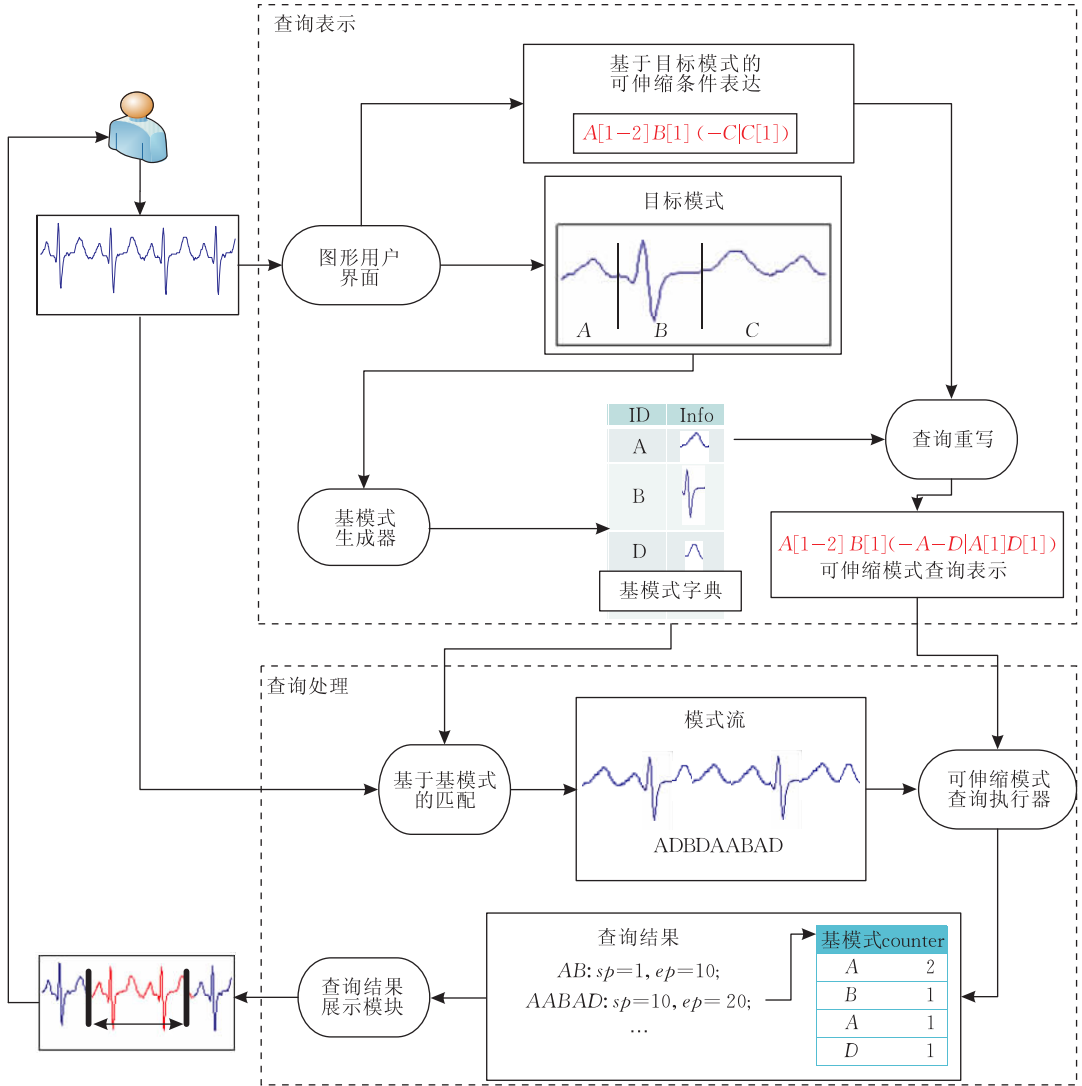 查询表示
基于目标模式的
可伸缩条件表达
A[1-2]B[1](-C|C[1])
目标模式
A
B
C
图形用户
界面
ID Info
A
B
D
基模式字典
查询重写
基模式
生成器
A[1-2] B[1](-A-D|A[1]D[1])
可伸缩模式查询表示
查询处理
模式流
ADBDAABAD
基于基模式
的匹配
可伸缩模式
查询执行器
查询结果
AB: sp=1, ep=10;
AABAD: sp=10, ep=20;
…
基模式counter
A 2
B 1
A 1
D 1
查询结果
展示模块